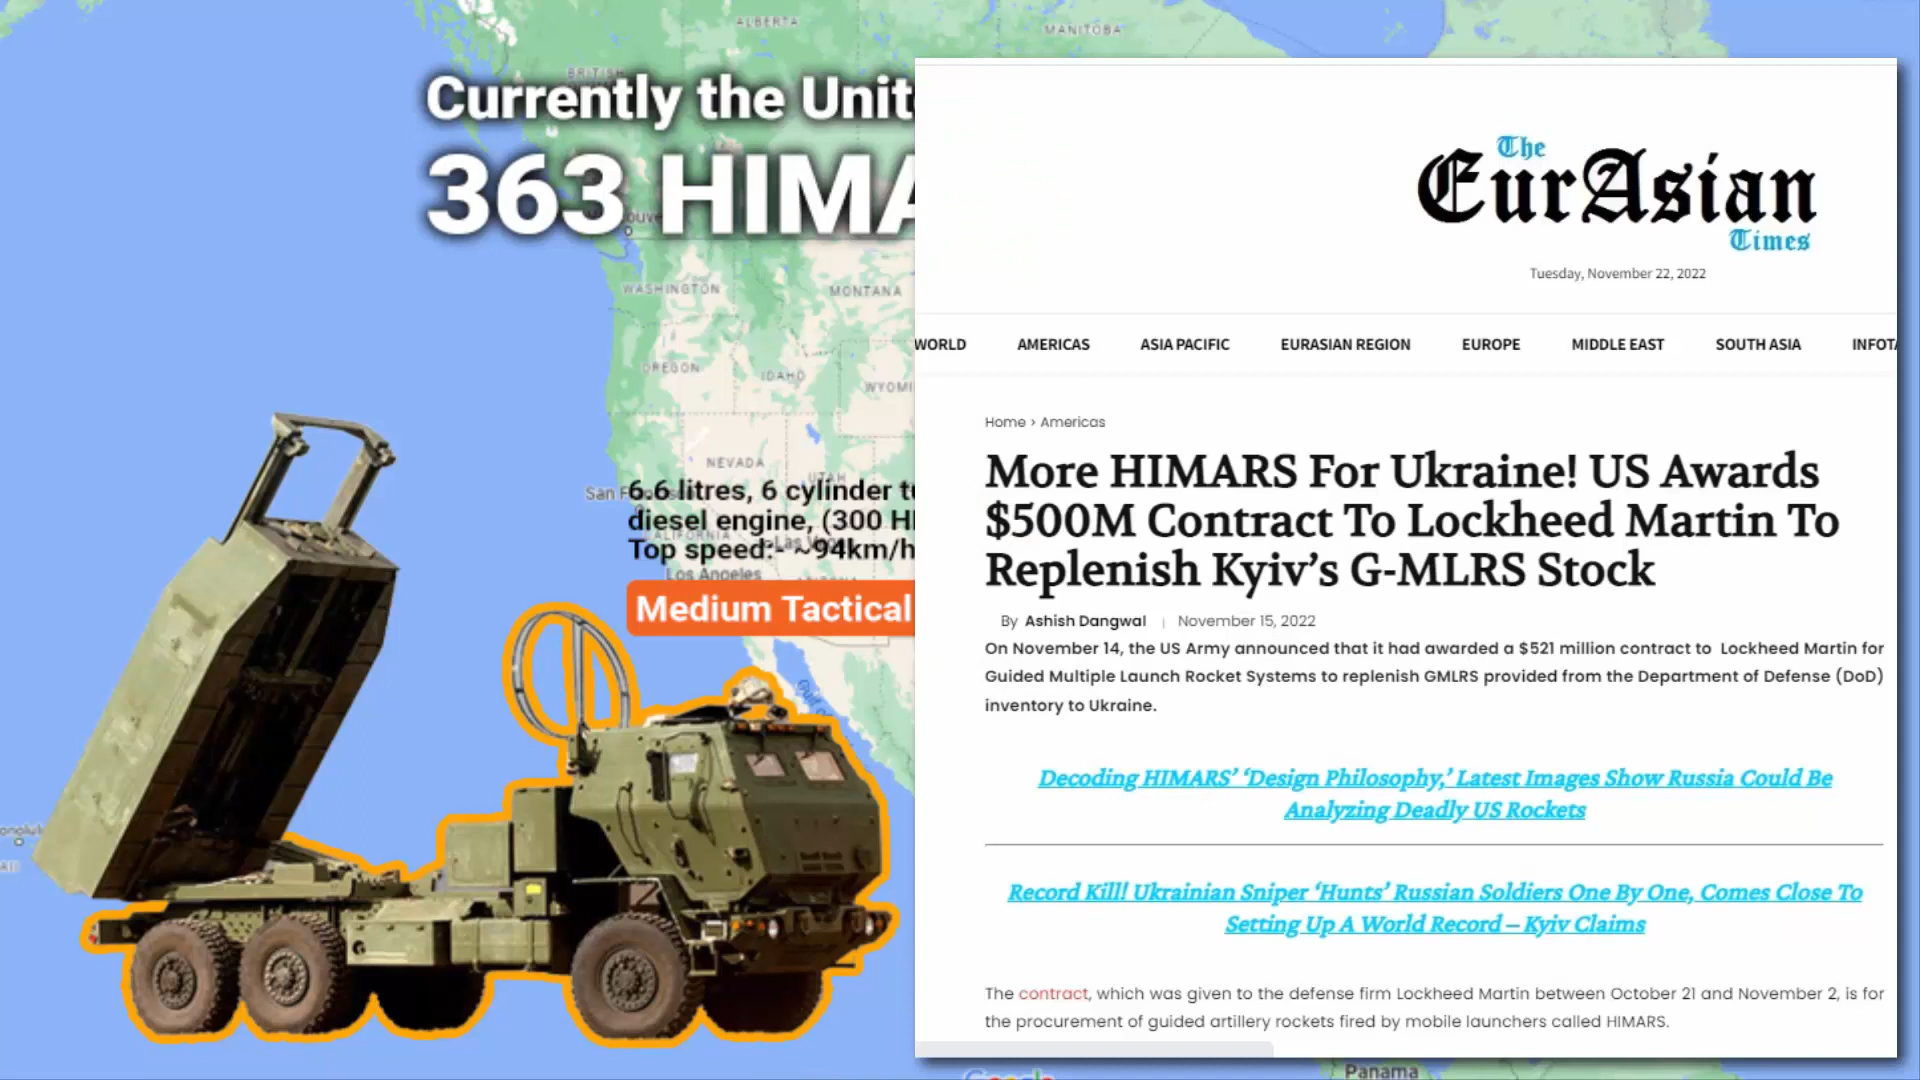 ALBERTA
MANITOBA
BRITISH
Currently the Unit
363 HIMA
WASHINGTON
MONTANA
OREGON
IDAHO
WYOMI
NEVADA
UTAH
San F
6.6 litres, 6 cylinder t
diesel engine, (300 H
CALIFORNIA
Las Vegas
Top speed:- ~94km/h
Los Angeles
Medium Tactical
The
EurAsian
Times
Tuesday, November 22, 2022
WORLD AMERICAS ASIA PACIFIC EURASIAN REGION EUROPE MIDDLE EAST SOUTH ASIA INFOTA
Home › Americas
More HIMARS For Ukraine! US Awards
$500M Contract To Lockheed Martin To
Replenish Kyiv’s G-MLRS Stock
By Ashish Dangwal | November 15, 2022
On November 14, the US Army announced that it had awarded a $521 million contract to Lockheed Martin for
Guided Multiple Launch Rocket Systems to replenish GMLRS provided from the Department of Defense (DoD)
inventory to Ukraine.
Decoding HIMARS’ ‘Design Philosophy,’ Latest Images Show Russia Could Be
Analyzing Deadly US Rockets
Record Kill! Ukrainian Sniper ‘Hunts’ Russian Soldiers One By One, Comes Close To
Setting Up A World Record – Kyiv Claims
The contract, which was given to the defense firm Lockheed Martin between October 21 and November 2, is for
the procurement of guided artillery rockets fired by mobile launchers called HIMARS.
Google
Panama